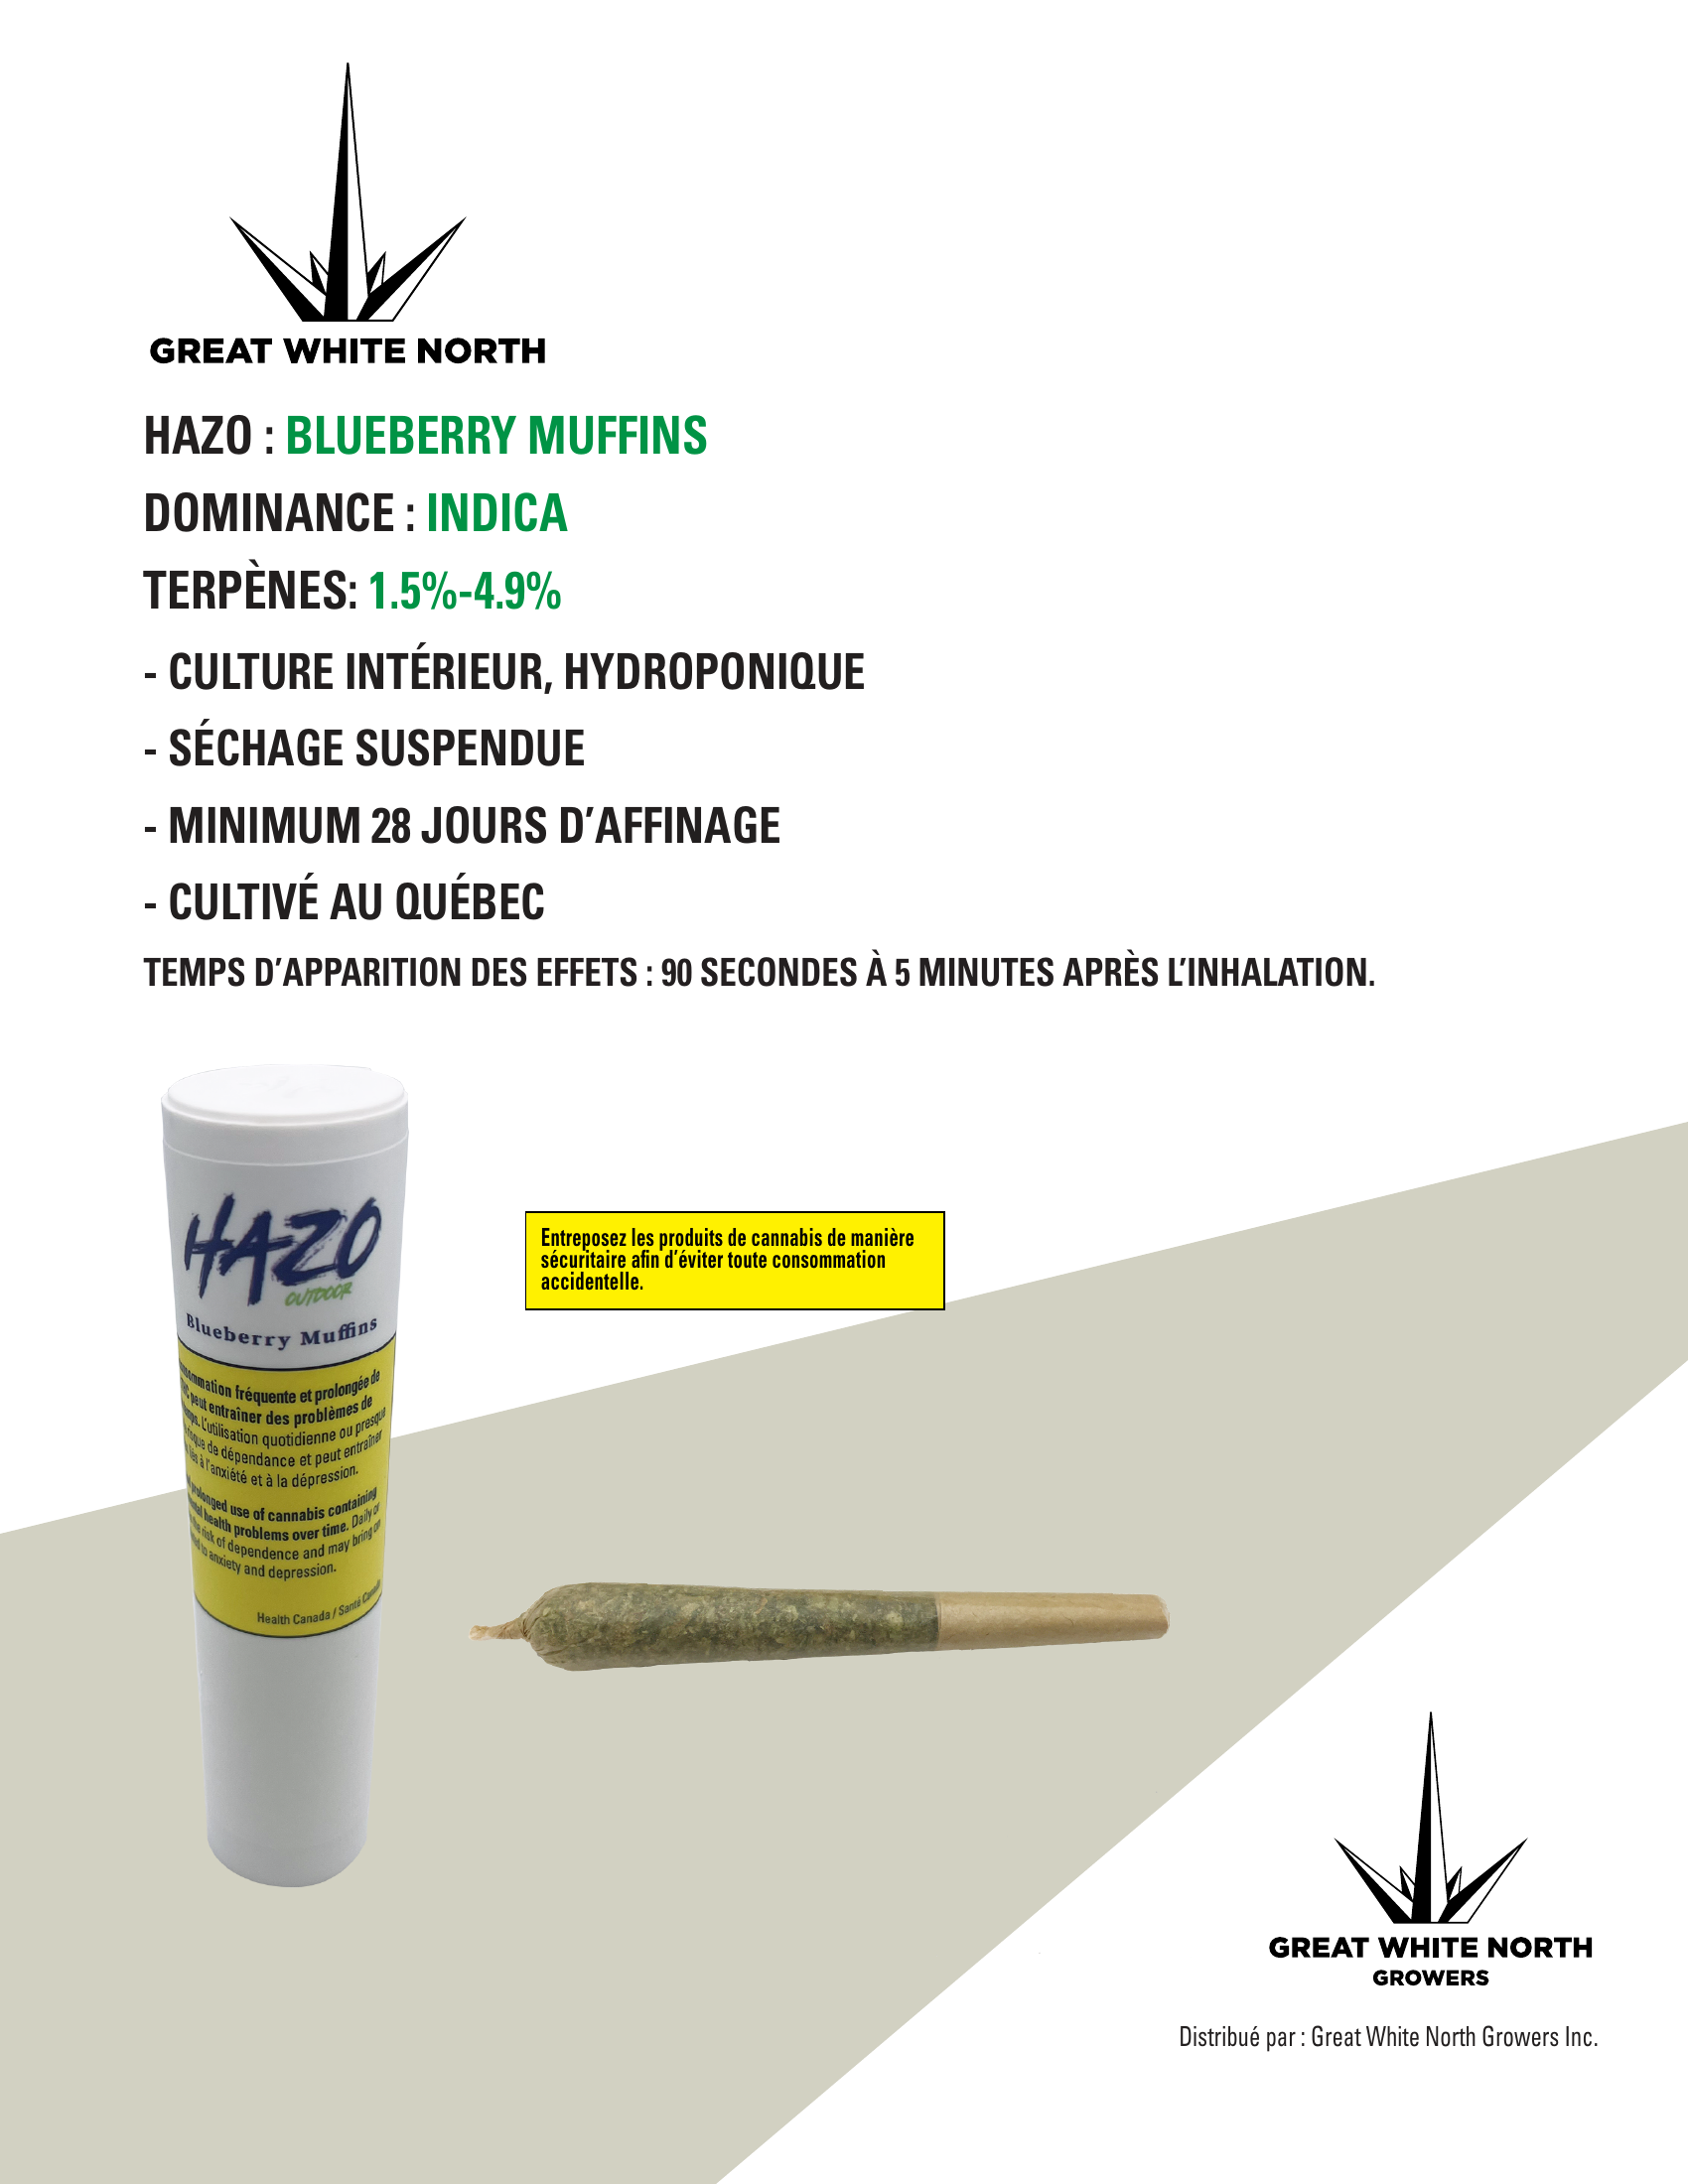 GREAT WHITE NORTH
HAZO : BLUEBERRY MUFFINS
DOMINANCE : INDICA
TERPÈNES: 1.5%-4.9%
- CULTURE INTÉRIEUR, HYDROPONIQUE
- SÉCHAGE SUSPENDUE
- MINIMUM 28 JOURS D'AFFINAGE
- CULTIVÉ AU QUÉBEC
TEMPS D'APPARITION DES EFFETS : 90 SECONDES À 5 MINUTES APRÈS L'INHALATION.
HAZO
OUTDOOR
Blueberry Muffins
fréquente et prolongée de
peut entraîner des problèmes de
L'utilisation quotidienne ou presque
de dépendance et peut entraîner
à l'anxiété et à la dépression.
prolonged use of cannabis containing
health problems over time. Daily or
risk of dependence and may bring on
to anxiety and depression.
Health Canada / Santé Canada
Entreposez les produits de cannabis de manière
sécuritaire afin d'éviter toute consommation
accidentelle.
GREAT WHITE NORTH
GROWERS
Distribué par : Great White North Growers Inc.